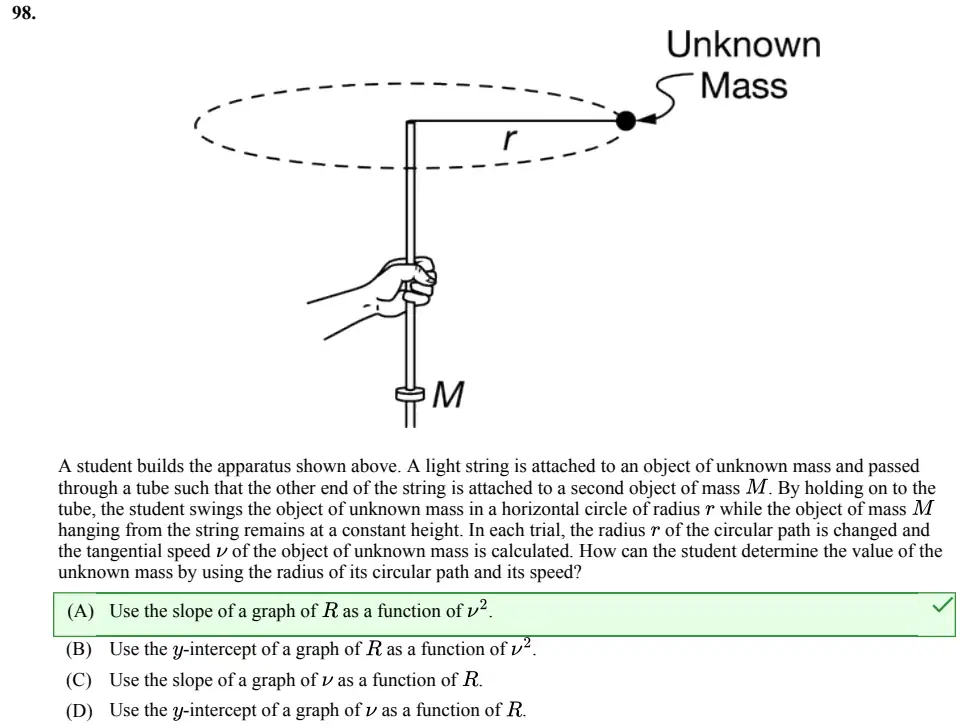 98.
Unknown
Mass
r
M
A student builds the apparatus shown above. A light string is attached to an object of unknown mass and passed
through a tube such that the other end of the string is attached to a second object of mass M. By holding on to the
tube, the student swings the object of unknown mass in a horizontal circle of radius r while the object of mass M
hanging from the string remains at a constant height. In each trial, the radius r of the circular path is changed and
the tangential speed ν of the object of unknown mass is calculated. How can the student determine the value of the
unknown mass by using the radius of its circular path and its speed?
(A) Use the slope of a graph of R as a function of ν².
(B) Use the y-intercept of a graph of R as a function of ν².
(C) Use the slope of a graph of ν as a function of R.
(D) Use the y-intercept of a graph of ν as a function of R.